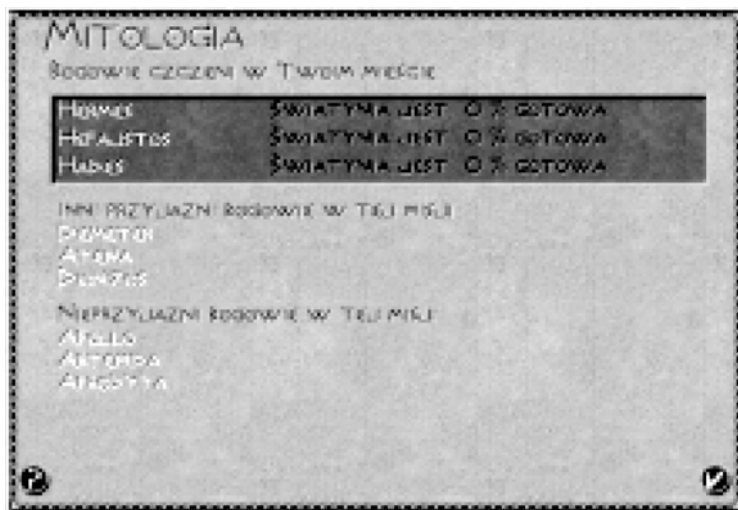 Mitologia
Bogowie czczeni w Twoim mieście
Hermes Świątynia jest 0 % gotowa
Hefajstos Świątynia jest 0 % gotowa
Hades Świątynia jest 0 % gotowa
Inni przyjaźni bogowie w tej misji
Demeter
Atena
Dionizos
Nieprzyjaźni bogowie w tej misji
Apollo
Artemida
Afrodyta
?